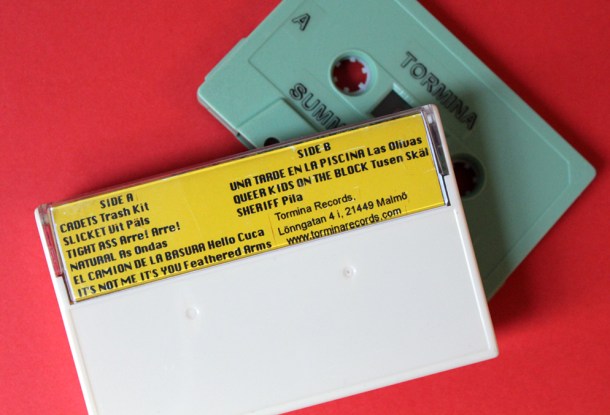 A
TORMINA
SUMM
SIDE A
CADETS Trash Kit
SLICKET Vit Päls
TIGHT ASS Arre! Arre!
NATURAL As Ondas
EL CAMION DE LA BASURA Hello Cuca
IT'S NOT ME IT'S YOU Feathered Arms
SIDE B
UNA TARDE EN LA PISCINA Las Olivas
QUEER KIDS ON THE BLOCK Tusen Skäl
SHERIFF Pila
Tormina Records,
Lönngatan 4 i, 21449 Malmö
www.torminarecords.com